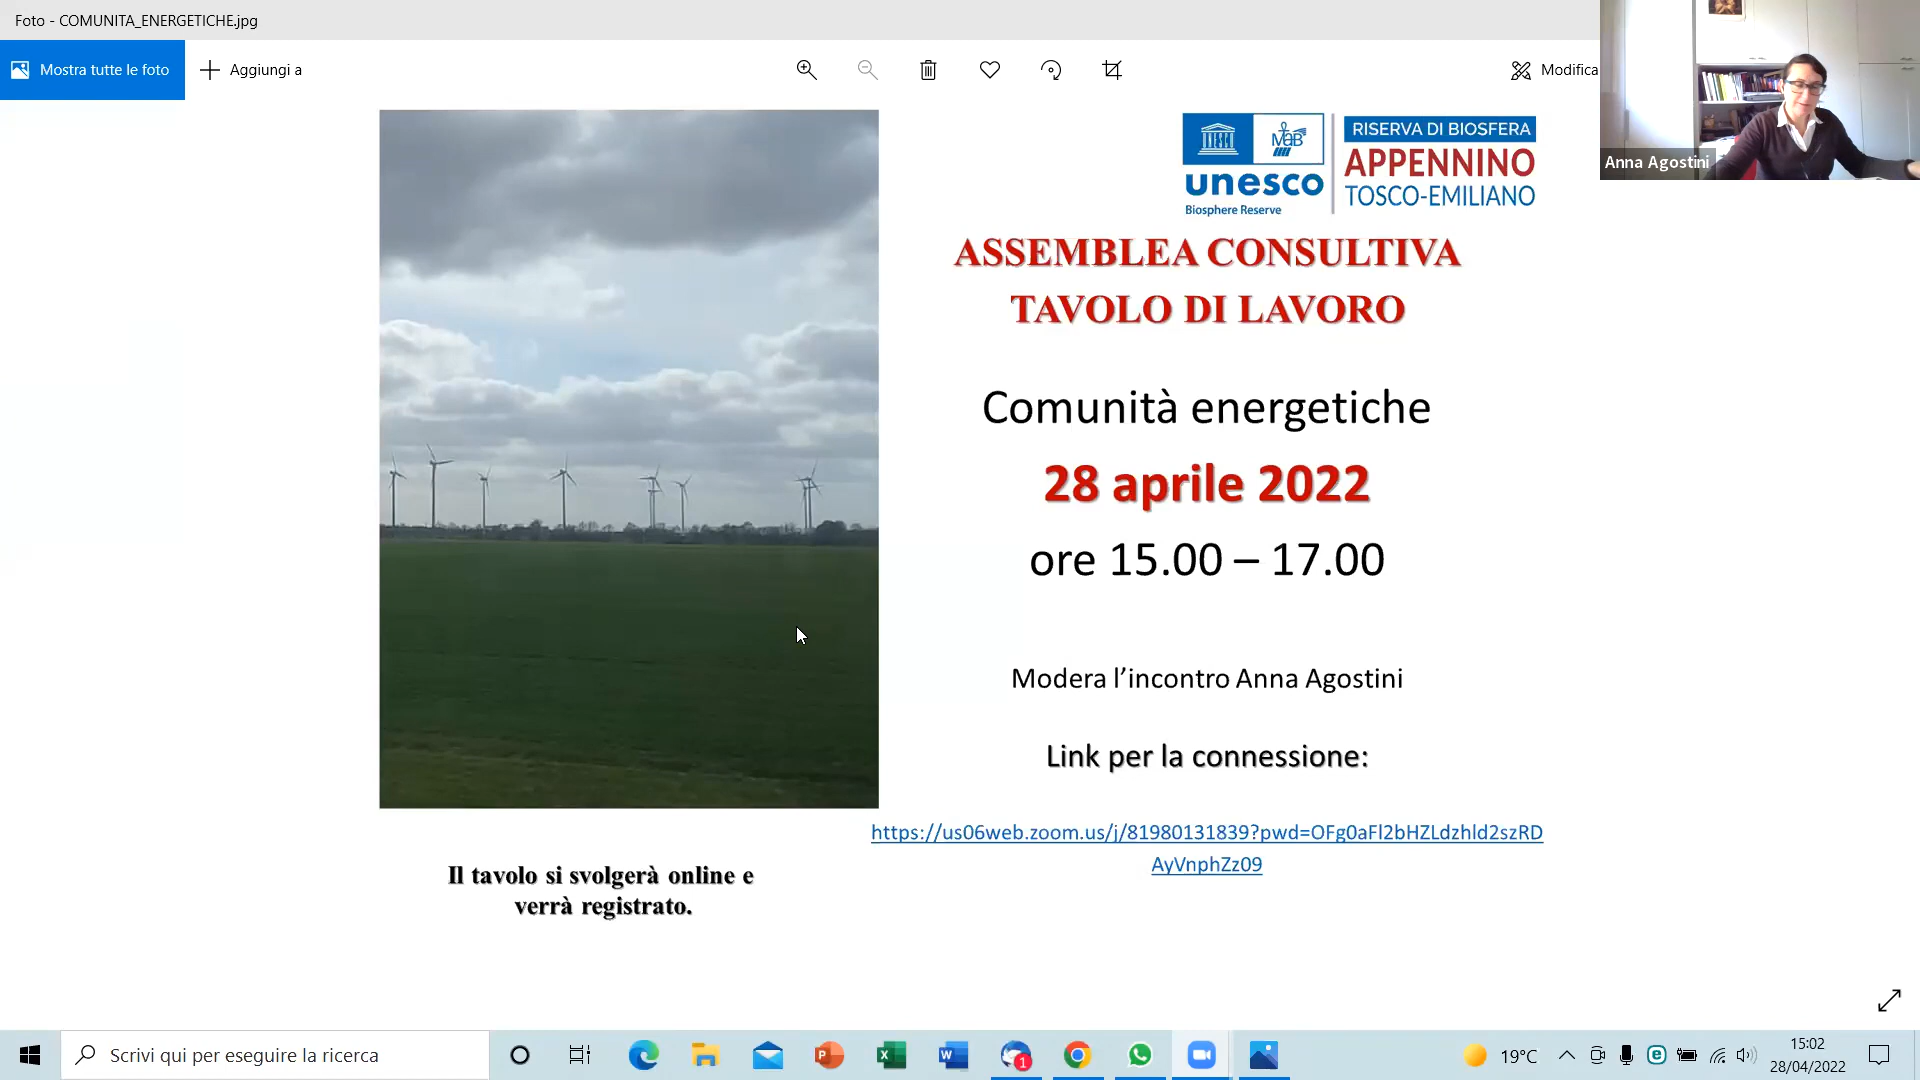 Foto - COMUNITA_ENERGETICHE.jpg
Mostra tutte le foto
Aggiungi a
Modifica
Anna Agostini
unesco
MaB
unesco
Biosphere Reserve
RISERVA DI BIOSFERA
APPENNINO
TOSCO-EMILIANO
ASSEMBLEA CONSULTIVA
TAVOLO DI LAVORO
Comunità energetiche
28 aprile 2022
ore 15.00 – 17.00
Modera l’incontro Anna Agostini
Link per la connessione:
https://us06web.zoom.us/j/81980131839?pwd=OFg0aFl2bHZLdzhld2szRD
AyVnphZz09
Il tavolo si svolgerà online e
verrà registrato.
Scrivi qui per eseguire la ricerca
1
19°C
15:02
28/04/2022